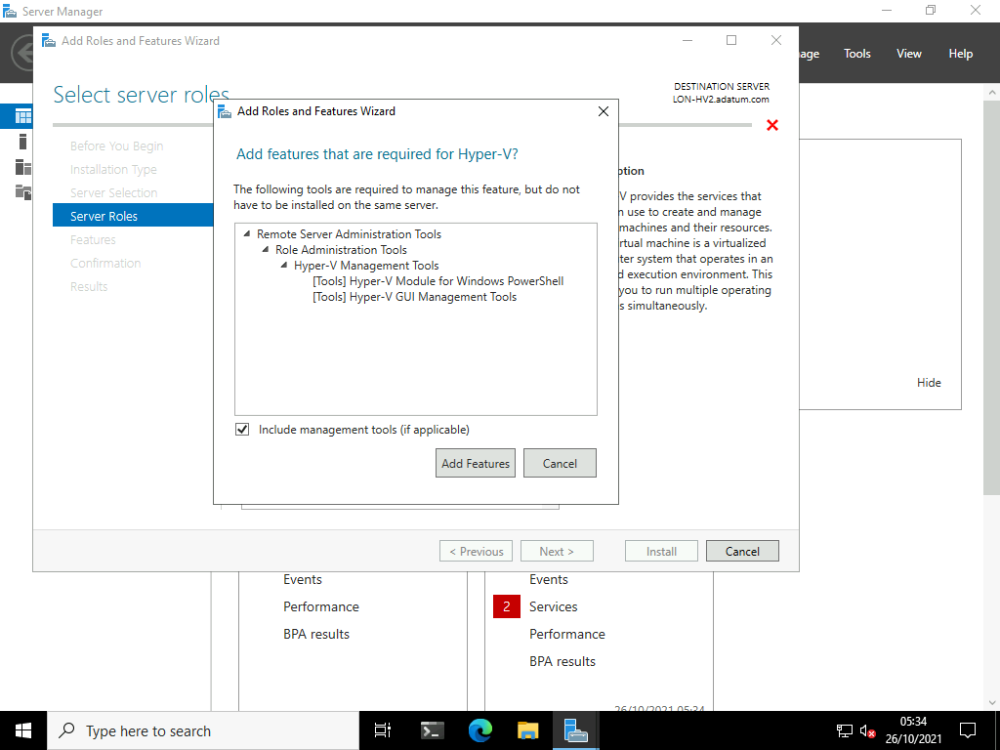 Server Manager
Add Roles and Features Wizard
Tools
View
Help
Select server roles
DESTINATION SERVER
LON-HV2.adatum.com
Before You Begin
Installation Type
Server Selection
Server Roles
Features
Confirmation
Results
Add Roles and Features Wizard
Add features that are required for Hyper-V?
The following tools are required to manage this feature, but do not
have to be installed on the same server.
Remote Server Administration Tools
Role Administration Tools
Hyper-V Management Tools
[Tools] Hyper-V Module for Windows PowerShell
[Tools] Hyper-V GUI Management Tools
Include management tools (if applicable)
Add Features
Cancel
V provides the services that
use to create and manage
machines and their resources.
machine is a virtualized
system that operates in an
execution environment. This
you to run multiple operating
simultaneously.
Hide
< Previous
Next >
Install
Cancel
Events
Performance
BPA results
Events
2 Services
Performance
BPA results
26/10/2021 05:34
Type here to search
05:34
26/10/2021